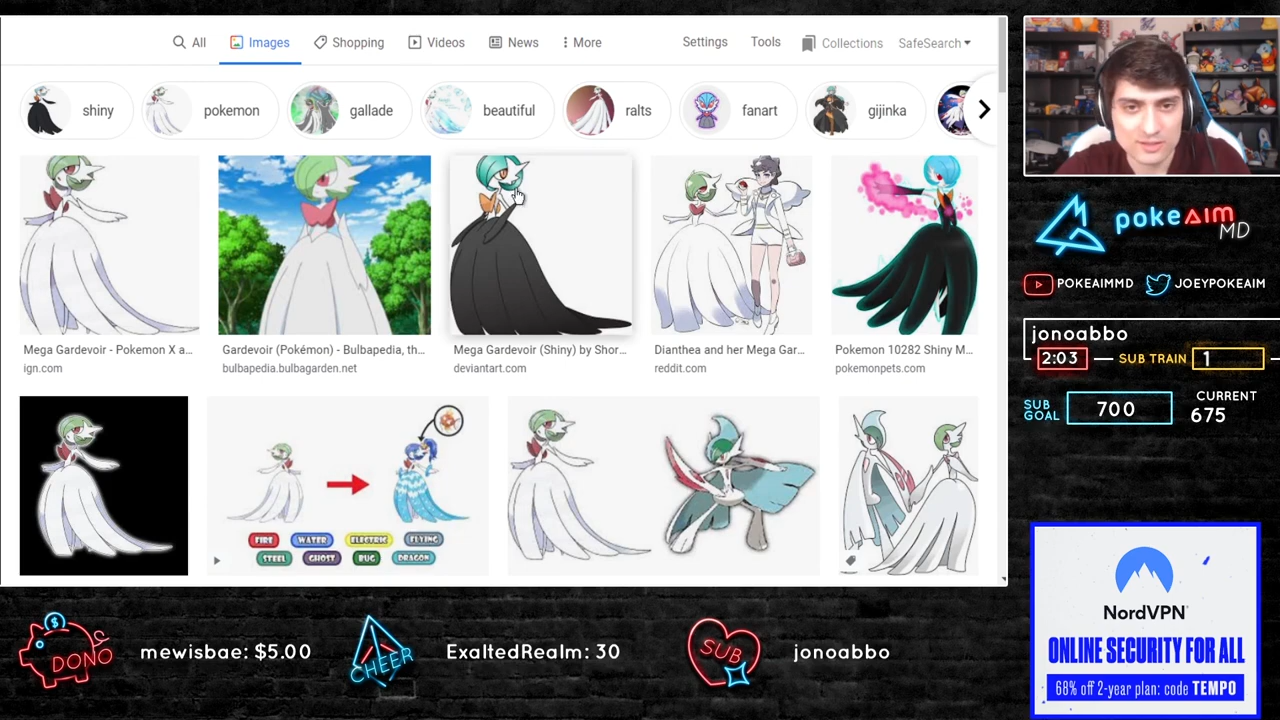 All
Images
Shopping
Videos
News
More
Settings
Tools
Collections
SafeSearch
shiny
pokemon
gallade
beautiful
ralts
fanart
gijinka
Mega Gardevoir - Pokemon X a...
ign.com
Gardevoir (Pokémon) - Bulbapedia, th...
bulbapedia.bulbagarden.net
Mega Gardevoir (Shiny) by Shor...
deviantart.com
Dianthea and her Mega Gar...
reddit.com
Pokemon 10282 Shiny M...
pokemonpets.com
FIRE WATER ELECTRIC FLYING
STEEL GHOST BUG DRAGON
pokeAIM
MD
POKEAIMMD
JOEYPOKEAIM
jonoabbo
2:03
SUB TRAIN
1
SUB
GOAL
700
CURRENT
675
NordVPN
ONLINE SECURITY FOR ALL
68% off 2-year plan: code TEMPO
$
DONO
mewisbae: $5.00
CHEER
ExaltedRealm: 30
SUB
jonoabbo